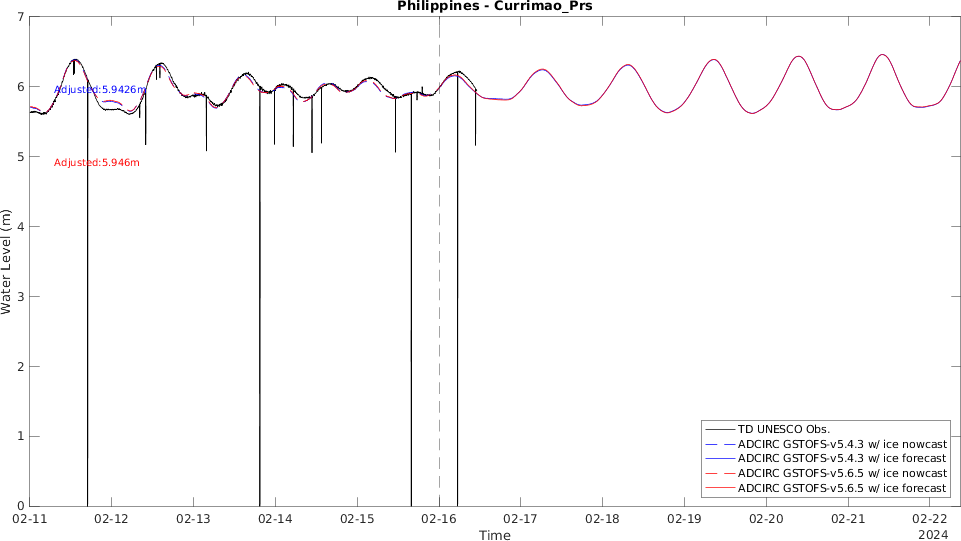 Philippines - Currimao_Prs
7
6
5
4
3
2
1
0
Water Level (m)
Adjusted:5.9426m
Adjusted:5.946m
TD UNESCO Obs.
ADCIRC GSTOFS-v5.4.3 w/ ice nowcast
ADCIRC GSTOFS-v5.4.3 w/ ice forecast
ADCIRC GSTOFS-v5.6.5 w/ ice nowcast
ADCIRC GSTOFS-v5.6.5 w/ ice forecast
02-11 02-12 02-13 02-14 02-15 02-16 02-17 02-18 02-19 02-20 02-21 02-22
Time
2024